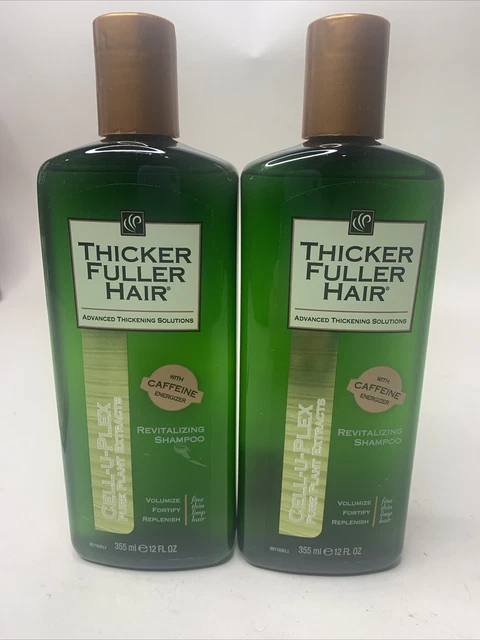 THICKER
FULLER
HAIR®
ADVANCED THICKENING SOLUTIONS
WITH
CAFFEINE
ENERGIZER
CELL-U-PLEX
PURE PLANT EXTRACTS
REVITALIZING
SHAMPOO
VOLUMIZE
FORTIFY
REPLENISH
fine
thin
limp
hair
355 ml ℮ 12 FL OZ
THICKER
FULLER
HAIR®
ADVANCED THICKENING SOLUTIONS
WITH
CAFFEINE
ENERGIZER
CELL-U-PLEX
PURE PLANT EXTRACTS
REVITALIZING
SHAMPOO
VOLUMIZE
FORTIFY
REPLENISH
fine
thin
limp
hair
355 ml ℮ 12 FL OZ